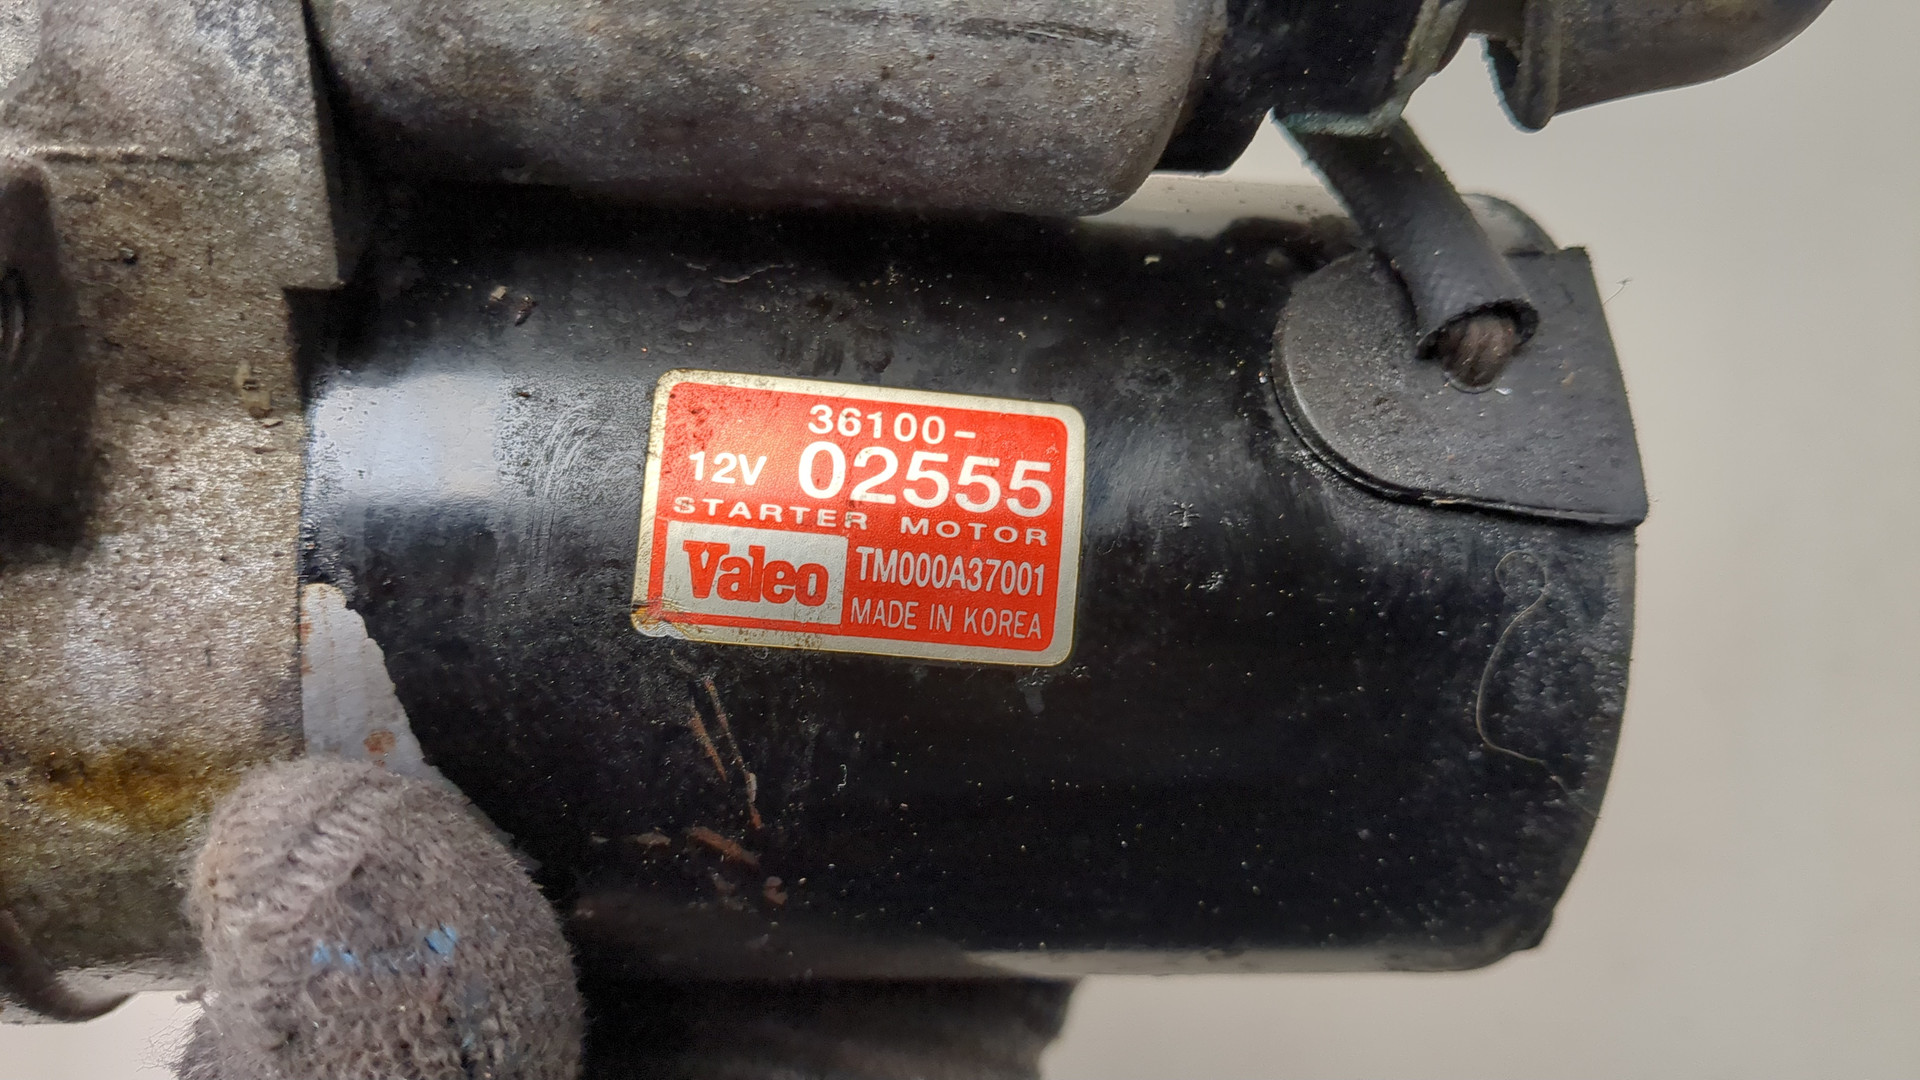 36100-
12V 02555
STARTER MOTOR
Valeo TM000A37001
MADE IN KOREA